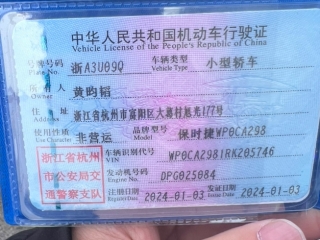 中华人民共和国机动车行驶证
Vehicle License of the People's Republic of China
号牌号码 浙A3U09Q 车辆类型 小型轿车
Plate No. Vehicle Type
所有人 黄昀韬
住址 浙江省杭州市富阳区大源村旭光177号
使用性质 非营运 品牌型号 保时捷WP0CA298
浙江省杭州市公安局交通警察支队
车辆识别代号 WP0CA2981RK205746
VIN
发动机号码 DPG025084
Engine No.
注册日期 2024-01-03 发证日期 2024-01-03
Register Date Issue Date